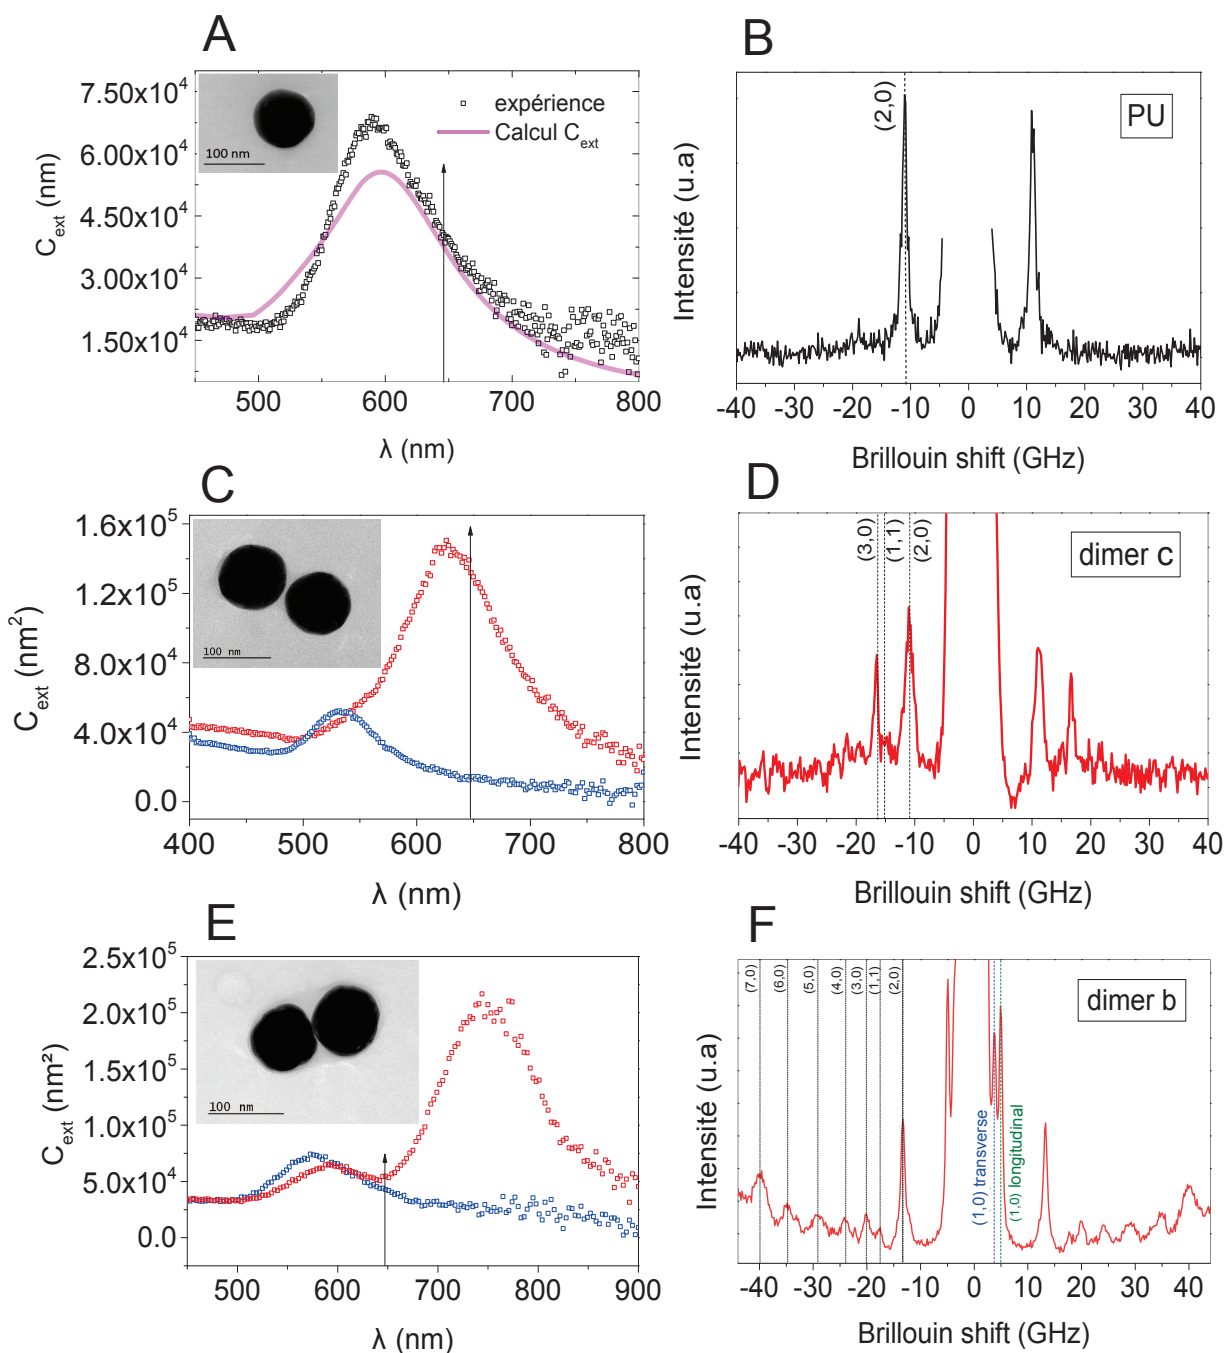 A
7.50x10⁴
6.00x10⁴
4.50x10⁴
3.00x10⁴
1.50x10⁴
C_ext (nm)
100 nm
expérience
Calcul C_ext
500
600
700
800
λ (nm)
B
(2,0)
PU
Intensité (u.a)
-40
-30
-20
-10
0
10
20
30
40
Brillouin shift (GHz)
C
1.6x10⁵
1.2x10⁵
8.0x10⁴
4.0x10⁴
0.0
C_ext (nm²)
100 nm
400
500
600
700
800
λ (nm)
D
(3,0)
(1,1)
(2,0)
dimer c
Intensité (u.a)
-40
-30
-20
-10
0
10
20
30
40
Brillouin shift (GHz)
E
2.5x10⁵
2.0x10⁵
1.5x10⁵
1.0x10⁵
5.0x10⁴
0.0
C_ext (nm²)
100 nm
500
600
700
800
900
λ (nm)
F
(7,0)
(6,0)
(5,0)
(4,0)
(3,0)
(1,1)
(2,0)
dimer b
(1,0) transverse
(1,0) longitudinal
Intensité (u.a)
-40
-30
-20
-10
0
10
20
30
40
Brillouin shift (GHz)